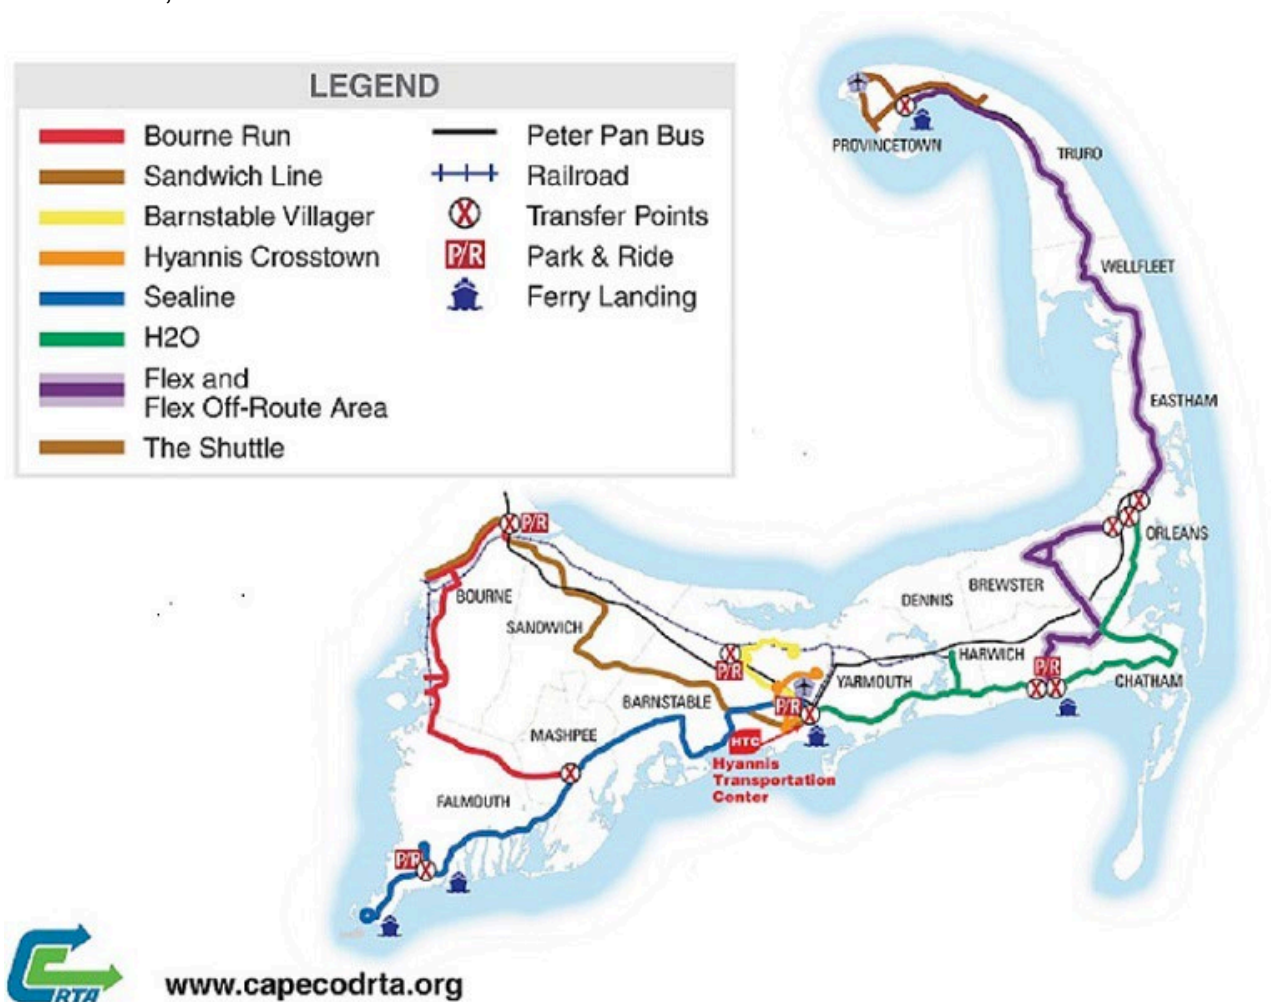 LEGEND
Bourne Run
Sandwich Line
Barnstable Villager
Hyannis Crosstown
Sealine
H2O
Flex and
Flex Off-Route Area
The Shuttle
Peter Pan Bus
Railroad
Transfer Points
P/R Park & Ride
Ferry Landing
PROVINCETOWN
TRURO
WELLFLEET
EASTHAM
ORLEANS
P/R
BREWSTER
DENNIS
BOURNE
SANDWICH
HARWICH
P/R
P/R
YARMOUTH
CHATHAM
BARNSTABLE
P/R
MASHPEE
HTC
Hyannis
Transportation
Center
FALMOUTH
P/R
RTA
www.capecodrta.org